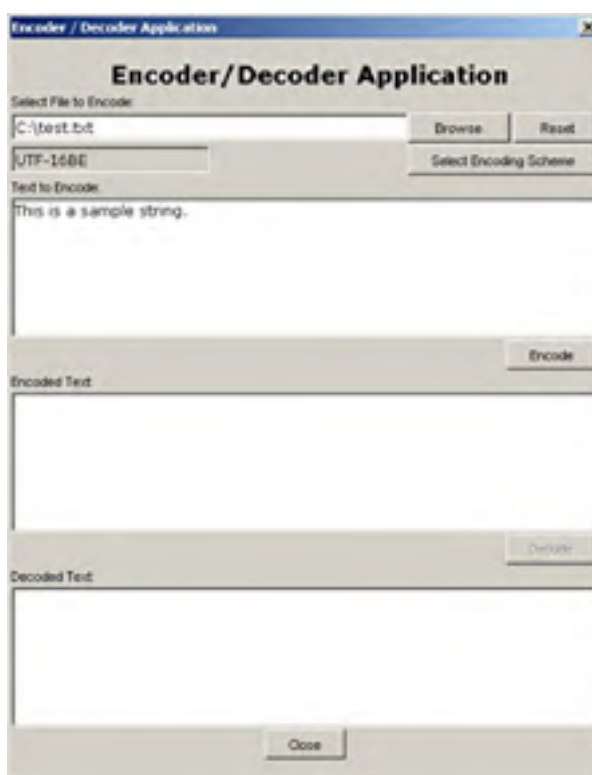 Encoder / Decoder Application
Encoder/Decoder Application
Select File to Encode:
C:\test.txt
Browse
Reset
UTF-16BE
Select Encoding Scheme
Text to Encode:
This is a sample string.
Encode
Encoded Text
Decode
Decoded Text
Close